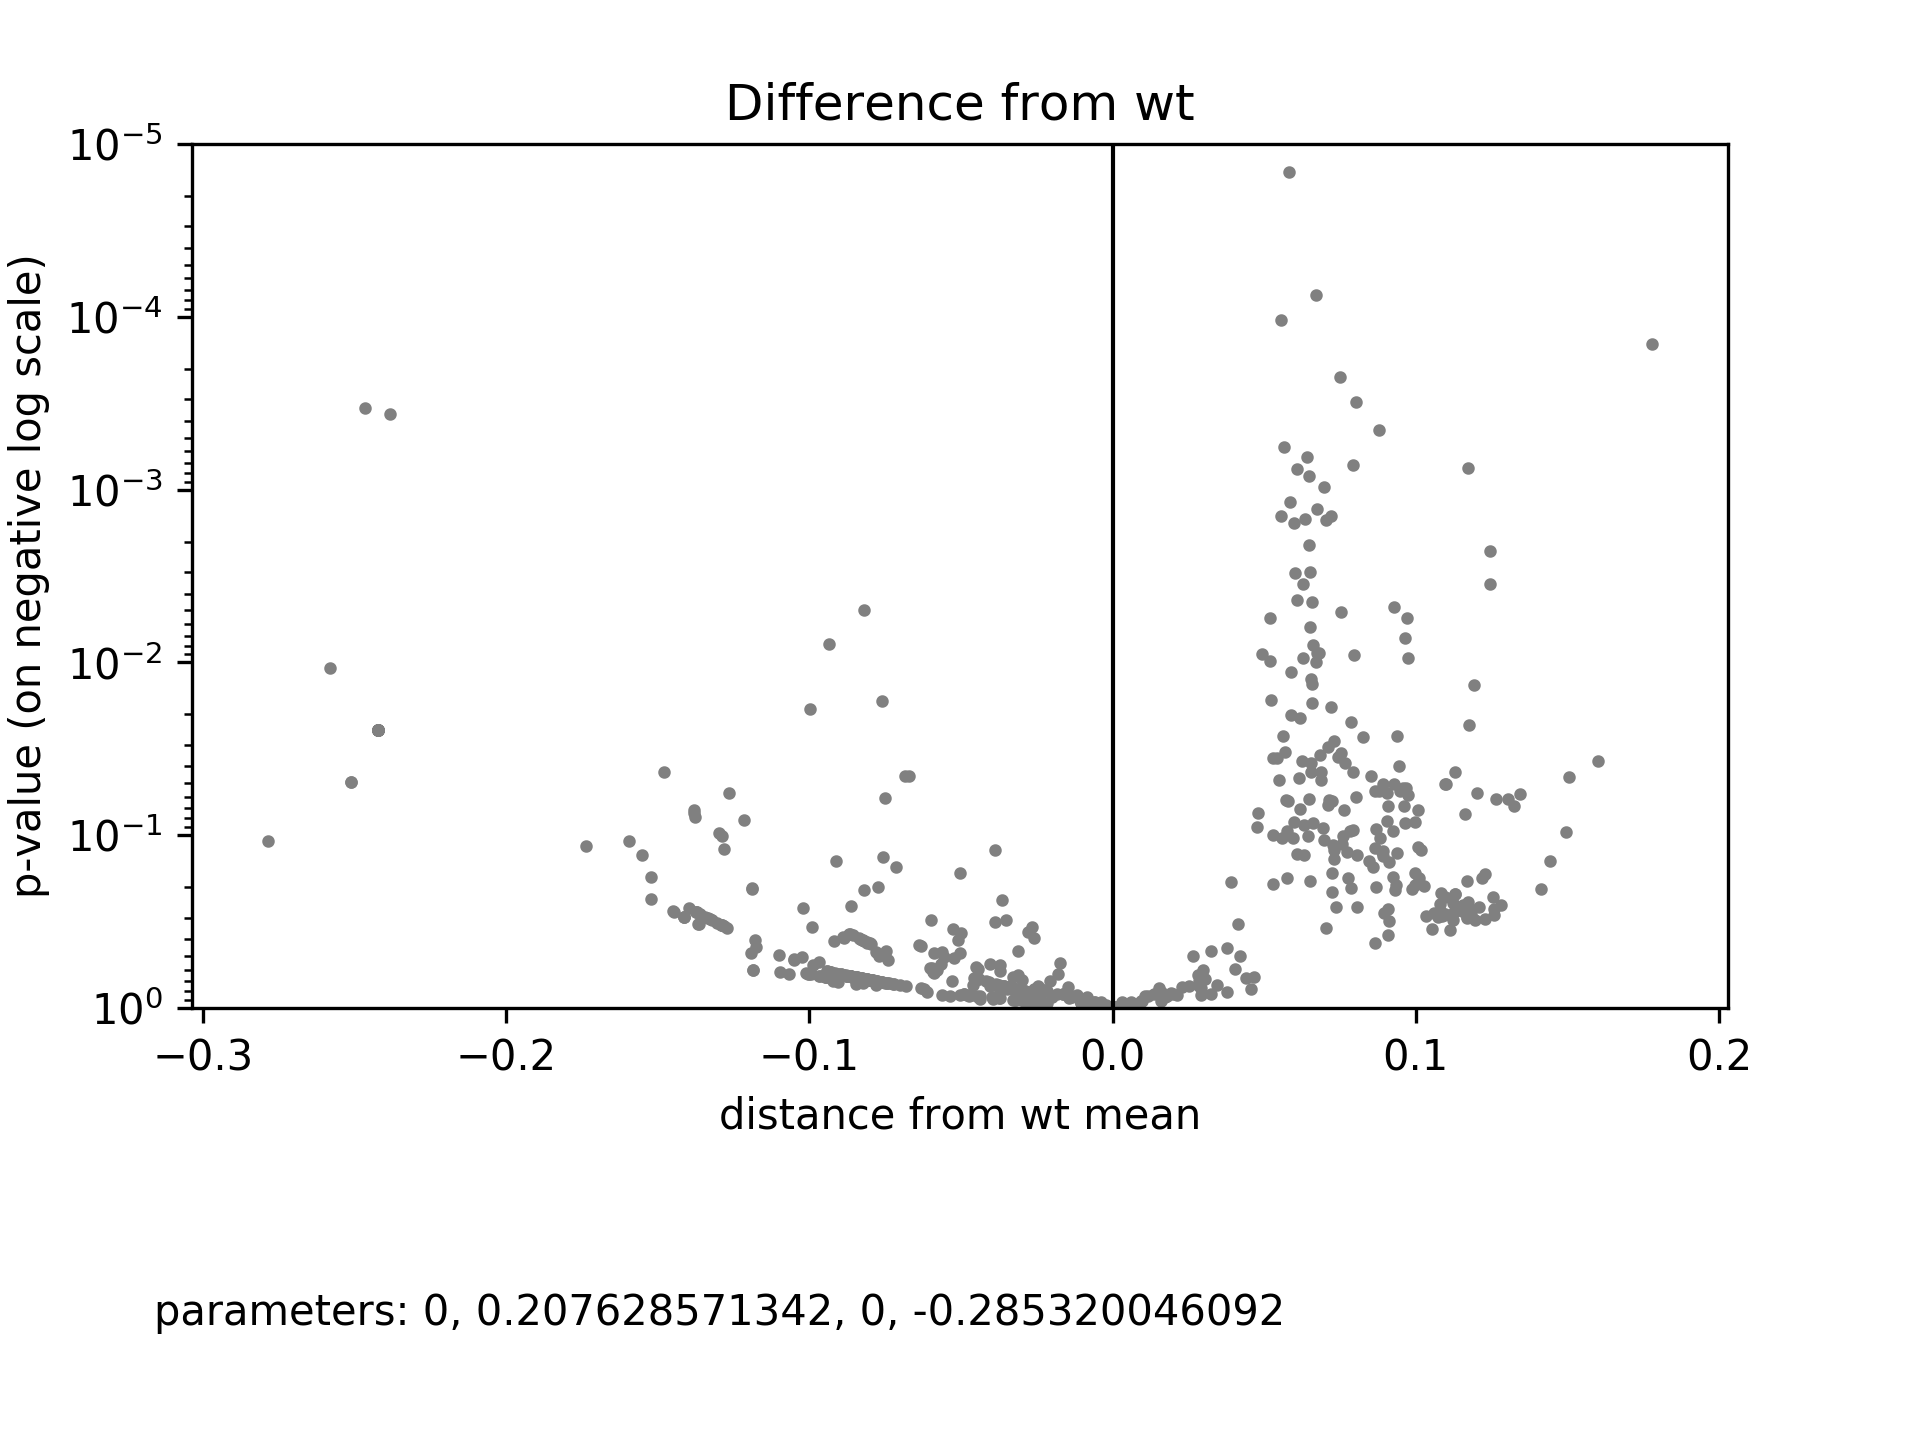 Difference from wt
10⁻⁵
10⁻⁴
10⁻³
10⁻²
10⁻¹
10⁰
p-value (on negative log scale)
−0.3 −0.2 −0.1 0.0 0.1 0.2
distance from wt mean
parameters: 0, 0.207628571342, 0, -0.285320046092